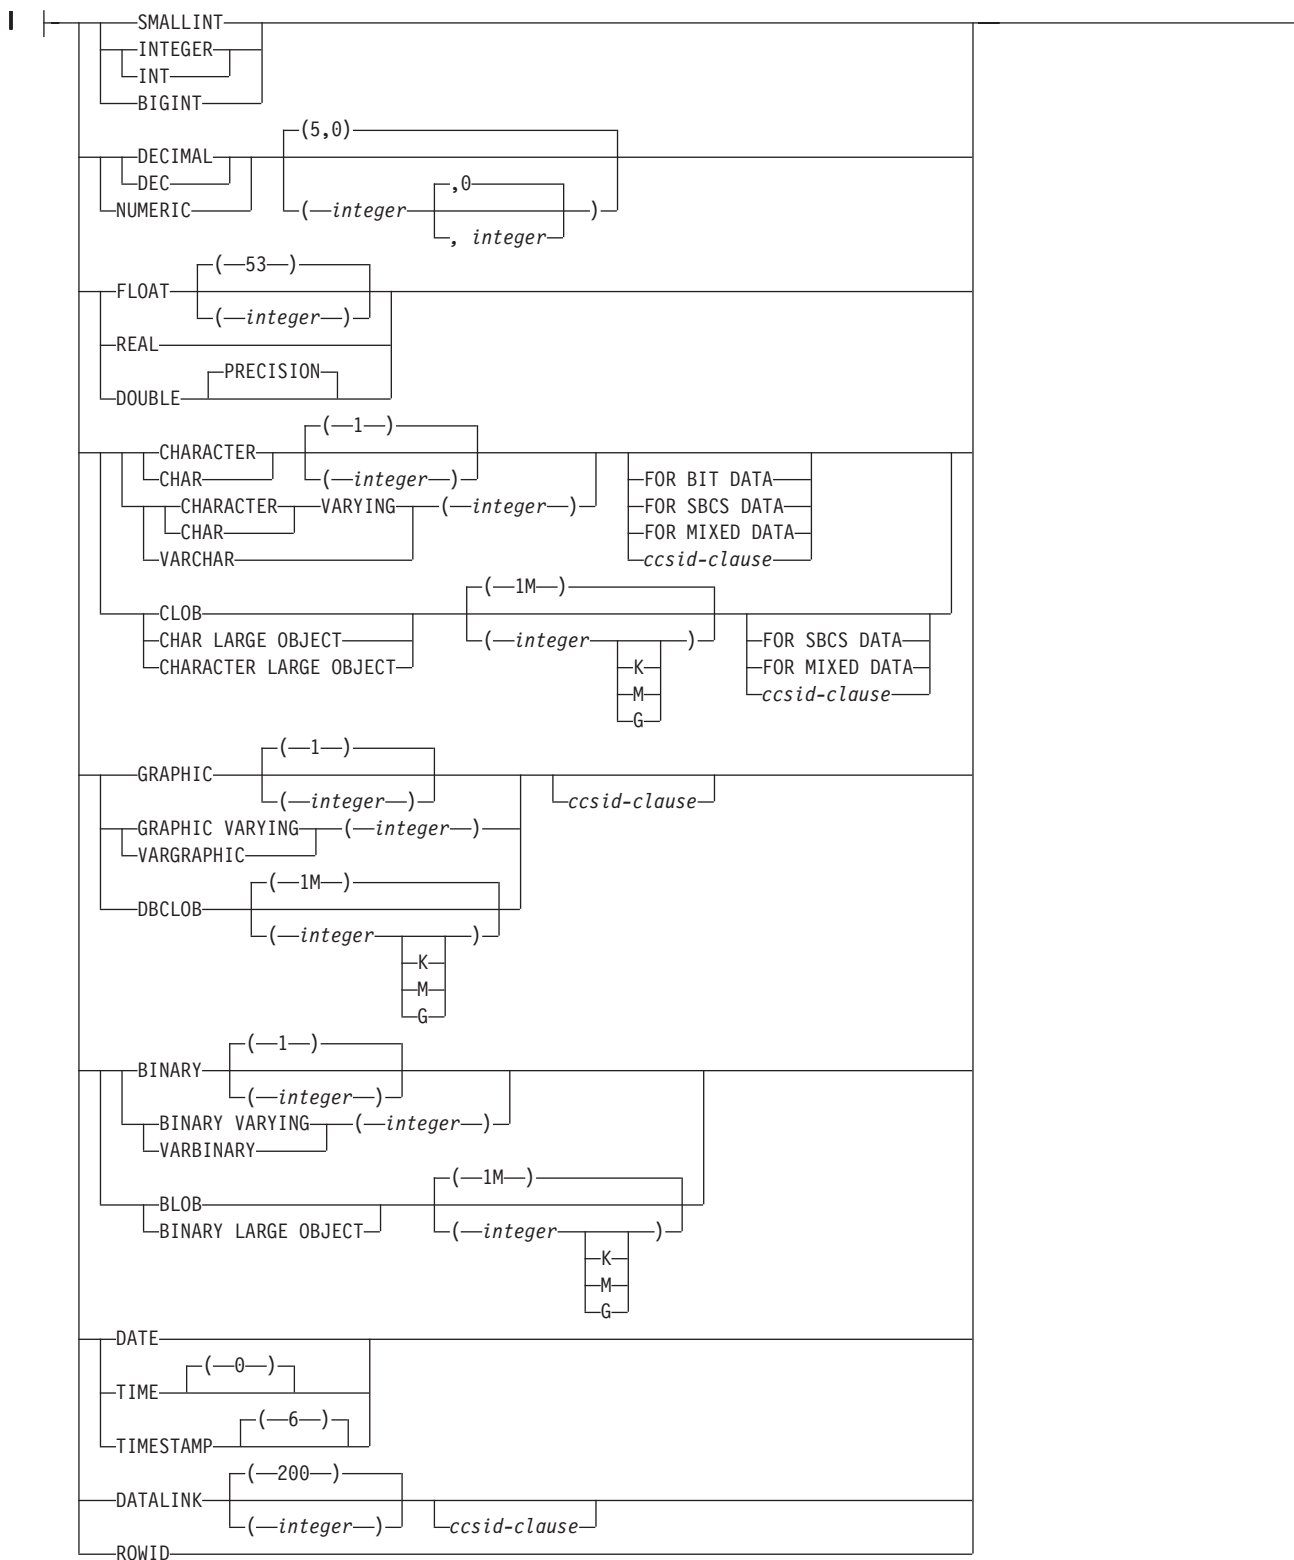 SMALLINT
INTEGER
INT
BIGINT
(5,0)
DECIMAL
DEC
NUMERIC
( integer ,0 )
, integer
( 53 )
FLOAT
( integer )
REAL
PRECISION
DOUBLE
( 1 )
CHARACTER
CHAR ( integer ) FOR BIT DATA
CHARACTER VARYING ( integer ) FOR SBCS DATA
CHAR FOR MIXED DATA
VARCHAR ccsid-clause
( 1M )
CLOB
CHAR LARGE OBJECT ( integer ) FOR SBCS DATA
CHARACTER LARGE OBJECT K FOR MIXED DATA
M ccsid-clause
G
( 1 )
GRAPHIC
( integer ) ccsid-clause
GRAPHIC VARYING ( integer )
VARGRAPHIC
( 1M )
DBCLOB
( integer )
K
M
G
( 1 )
BINARY
( integer )
BINARY VARYING ( integer )
VARBINARY
( 1M )
BLOB
BINARY LARGE OBJECT ( integer )
K
M
G
DATE
( 0 )
TIME
( 6 )
TIMESTAMP
( 200 )
DATALINK
( integer ) ccsid-clause
ROWID